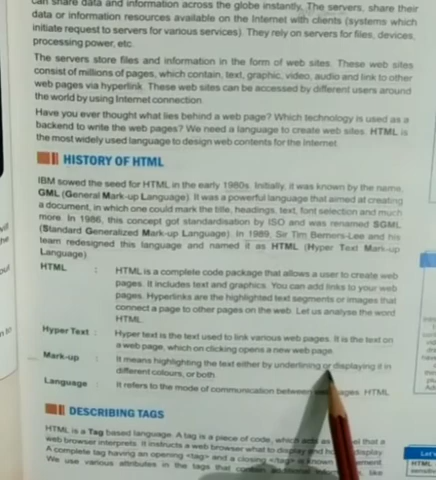 can share data and information across the globe instantly. The servers, share their
data or information resources available on the Internet with clients (systems which
initiate request to servers for various services). They rely on servers for files, devices,
processing power, etc.
The servers store files and information in the form of web sites. These web sites
consist of millions of pages, which contain, text, graphic, video, audio and link to other
web pages via hyperlink. These web sites can be accessed by different users around
the world by using Internet connection.
Have you ever thought what lies behind a web page? Which technology is used as a
backend to write the web pages? We need a language to create web sites. HTML is
the most widely used language to design web contents for the Internet.
HISTORY OF HTML
IBM sowed the seed for HTML in the early 1980s. Initially, it was known by the name,
GML (General Mark-up Language). It was a powerful language that aimed at creating
a document, in which one could mark the title, headings, text, font selection and much
more. In 1986, this concept got standardisation by ISO and was renamed SGML
(Standard Generalized Mark-up Language). In 1989, Sir Tim Berners-Lee and his
team redesigned this language and named it as HTML (Hyper Text Mark-up
Language).
HTML : HTML is a complete code package that allows a user to create web
pages. It includes text and graphics. You can add links to your web
pages. Hyperlinks are the highlighted text segments or images that
connect a page to other pages on the web. Let us analyse the word
HTML.
Hyper Text : Hyper text is the text used to link various web pages. It is the text on
a web page, which on clicking opens a new web page.
Mark-up : It means highlighting the text either by underlining or displaying it in
different colours, or both.
Language : It refers to the mode of communication between pages. HTML
DESCRIBING TAGS
HTML is a Tag based language. A tag is a piece of code, which acts as that a
web browser interprets. It instructs a web browser what to display and how display
A complete tag having an opening <tag> and a closing </tag> is known
We use various attributes in the tags that contain additional like
Let's
HTML